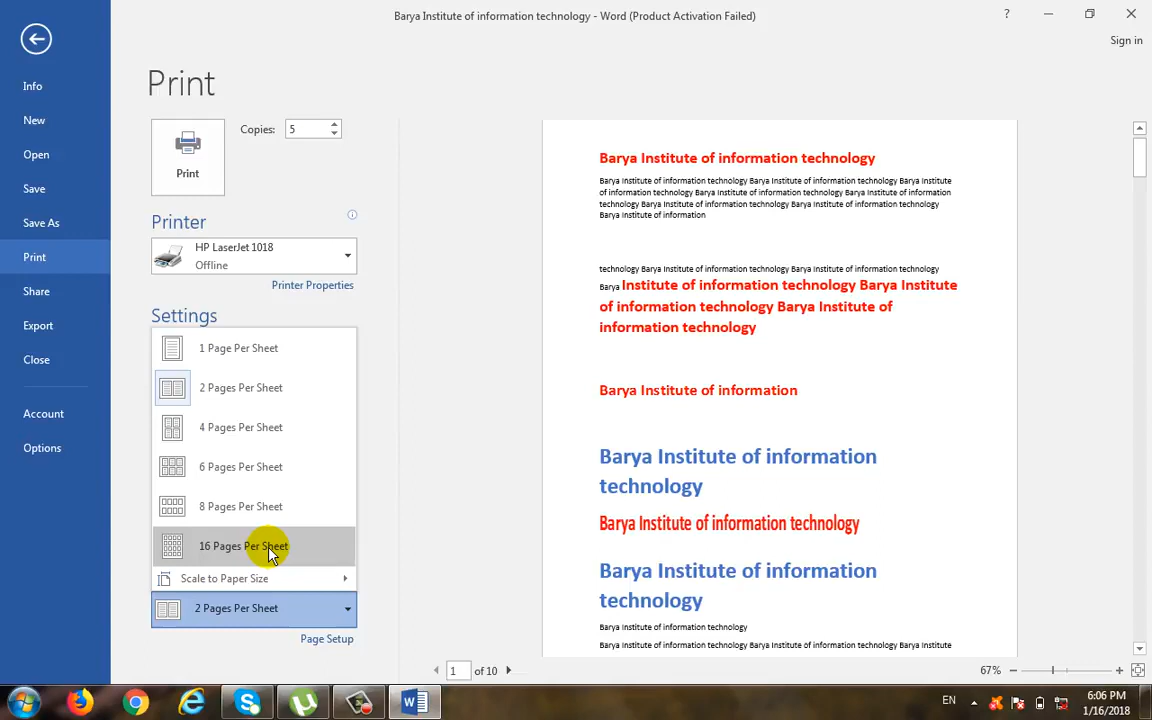 Barya Institute of information technology - Word (Product Activation Failed)
?
Sign in
Info
New
Open
Save
Save As
Print
Share
Export
Close
Account
Options
Print
Print
Copies: 5
Printer
HP LaserJet 1018
Offline
Printer Properties
Settings
1 Page Per Sheet
2 Pages Per Sheet
4 Pages Per Sheet
6 Pages Per Sheet
8 Pages Per Sheet
16 Pages Per Sheet
Scale to Paper Size
2 Pages Per Sheet
Page Setup
Barya Institute of information technology
Barya Institute of information technology Barya Institute of information technology Barya Institute
of information technology Barya Institute of information technology Barya Institute of information
technology Barya Institute of information technology Barya Institute of information technology
Barya Institute of information
technology Barya Institute of information technology Barya Institute of information technology
Barya Institute of information technology Barya Institute
of information technology Barya Institute of
information technology
Barya Institute of information
Barya Institute of information
technology
Barya Institute of information technology
Barya Institute of information
technology
Barya Institute of information technology
Barya Institute of information technology Barya Institute of information technology Barya Institute
1 of 10
67%
EN
6:06 PM
1/16/2018